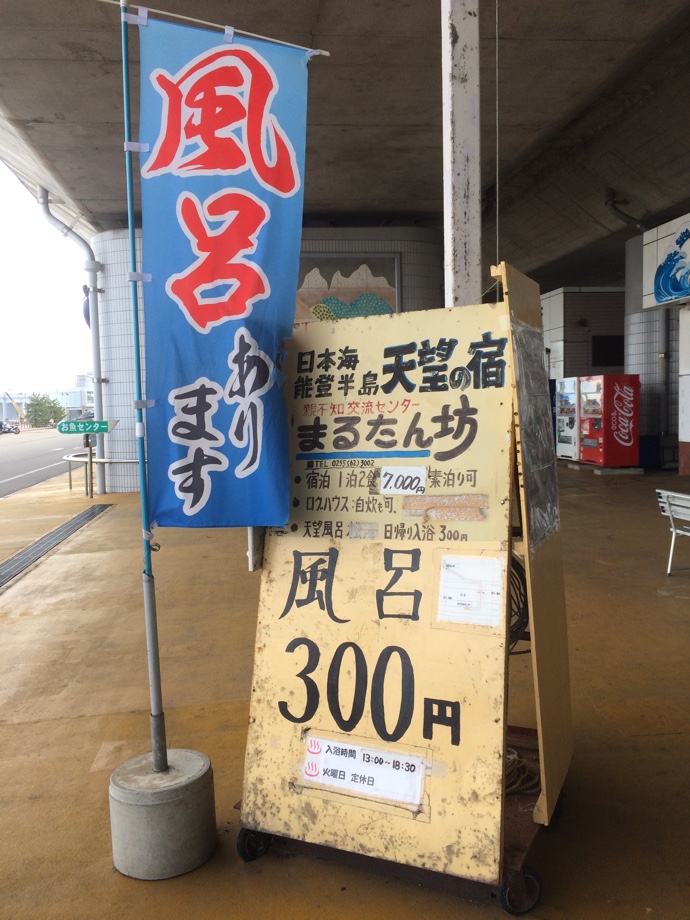 風呂あります
日本海
能登半島 天望の宿
親不知交流センター
まるたん坊
TEL 0255(62)3002
• 宿泊 1泊2食 7,000円 素泊り可
• ログハウス:自炊も可
• 天望風呂 日帰り入浴 300円
風呂
300円
入浴時間 13:00~18:30
火曜日 定休日
お魚センター
Coca-Cola